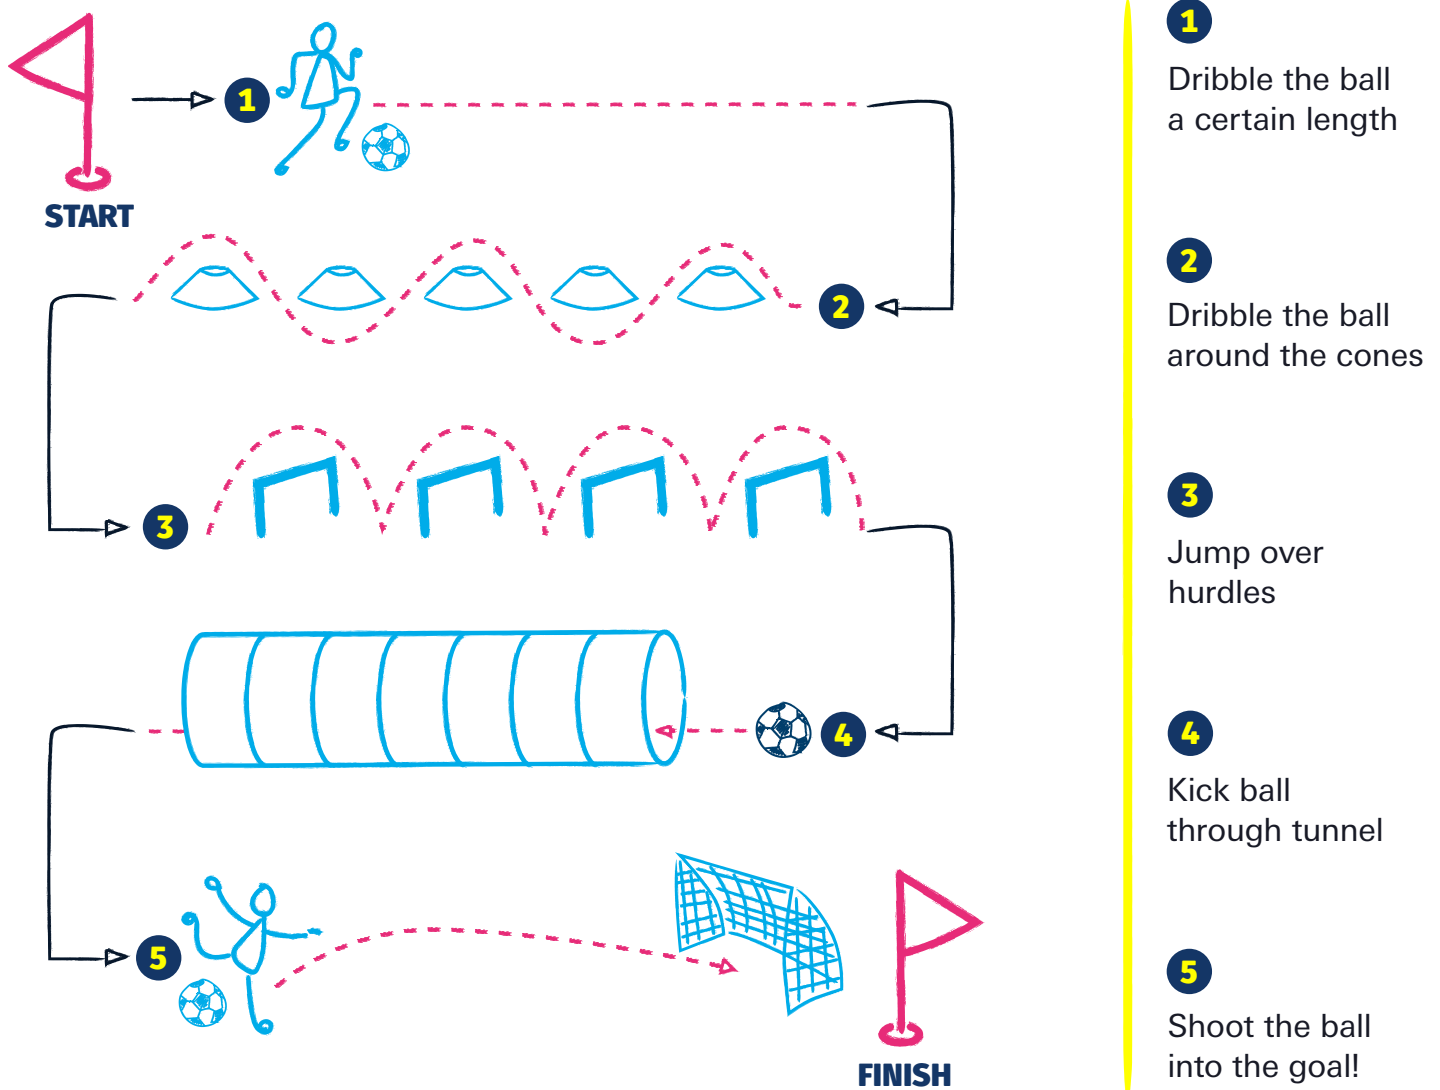 START
1
2
3
4
5
FINISH
1
Dribble the ball
a certain length
2
Dribble the ball
around the cones
3
Jump over
hurdles
4
Kick ball
through tunnel
5
Shoot the ball
into the goal!